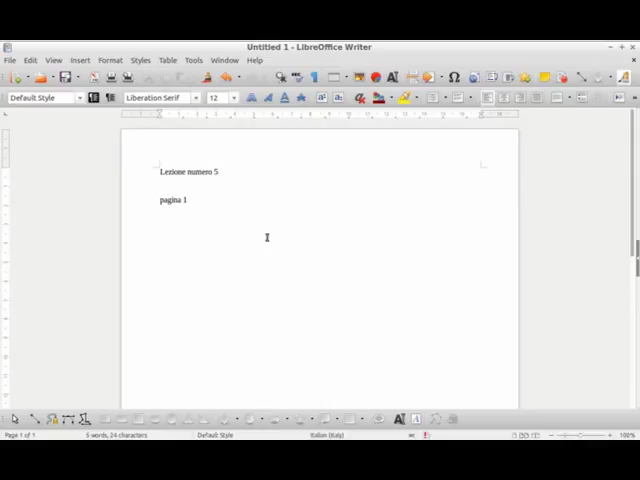 Untitled 1 - LibreOffice Writer
File Edit View Insert Format Styles Table Tools Window Help
Default Style Liberation Serif 12
Lezione numero 5
pagina 1
Page 1 of 1 5 words, 24 characters Default Style Italian (Italy) 100%